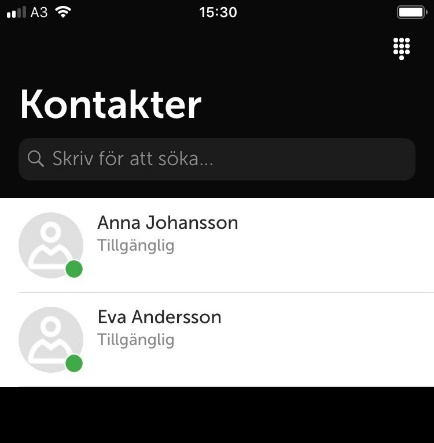 A3 15:30
Kontakter
Skriv för att söka...
Anna Johansson
Tillgänglig
Eva Andersson
Tillgänglig